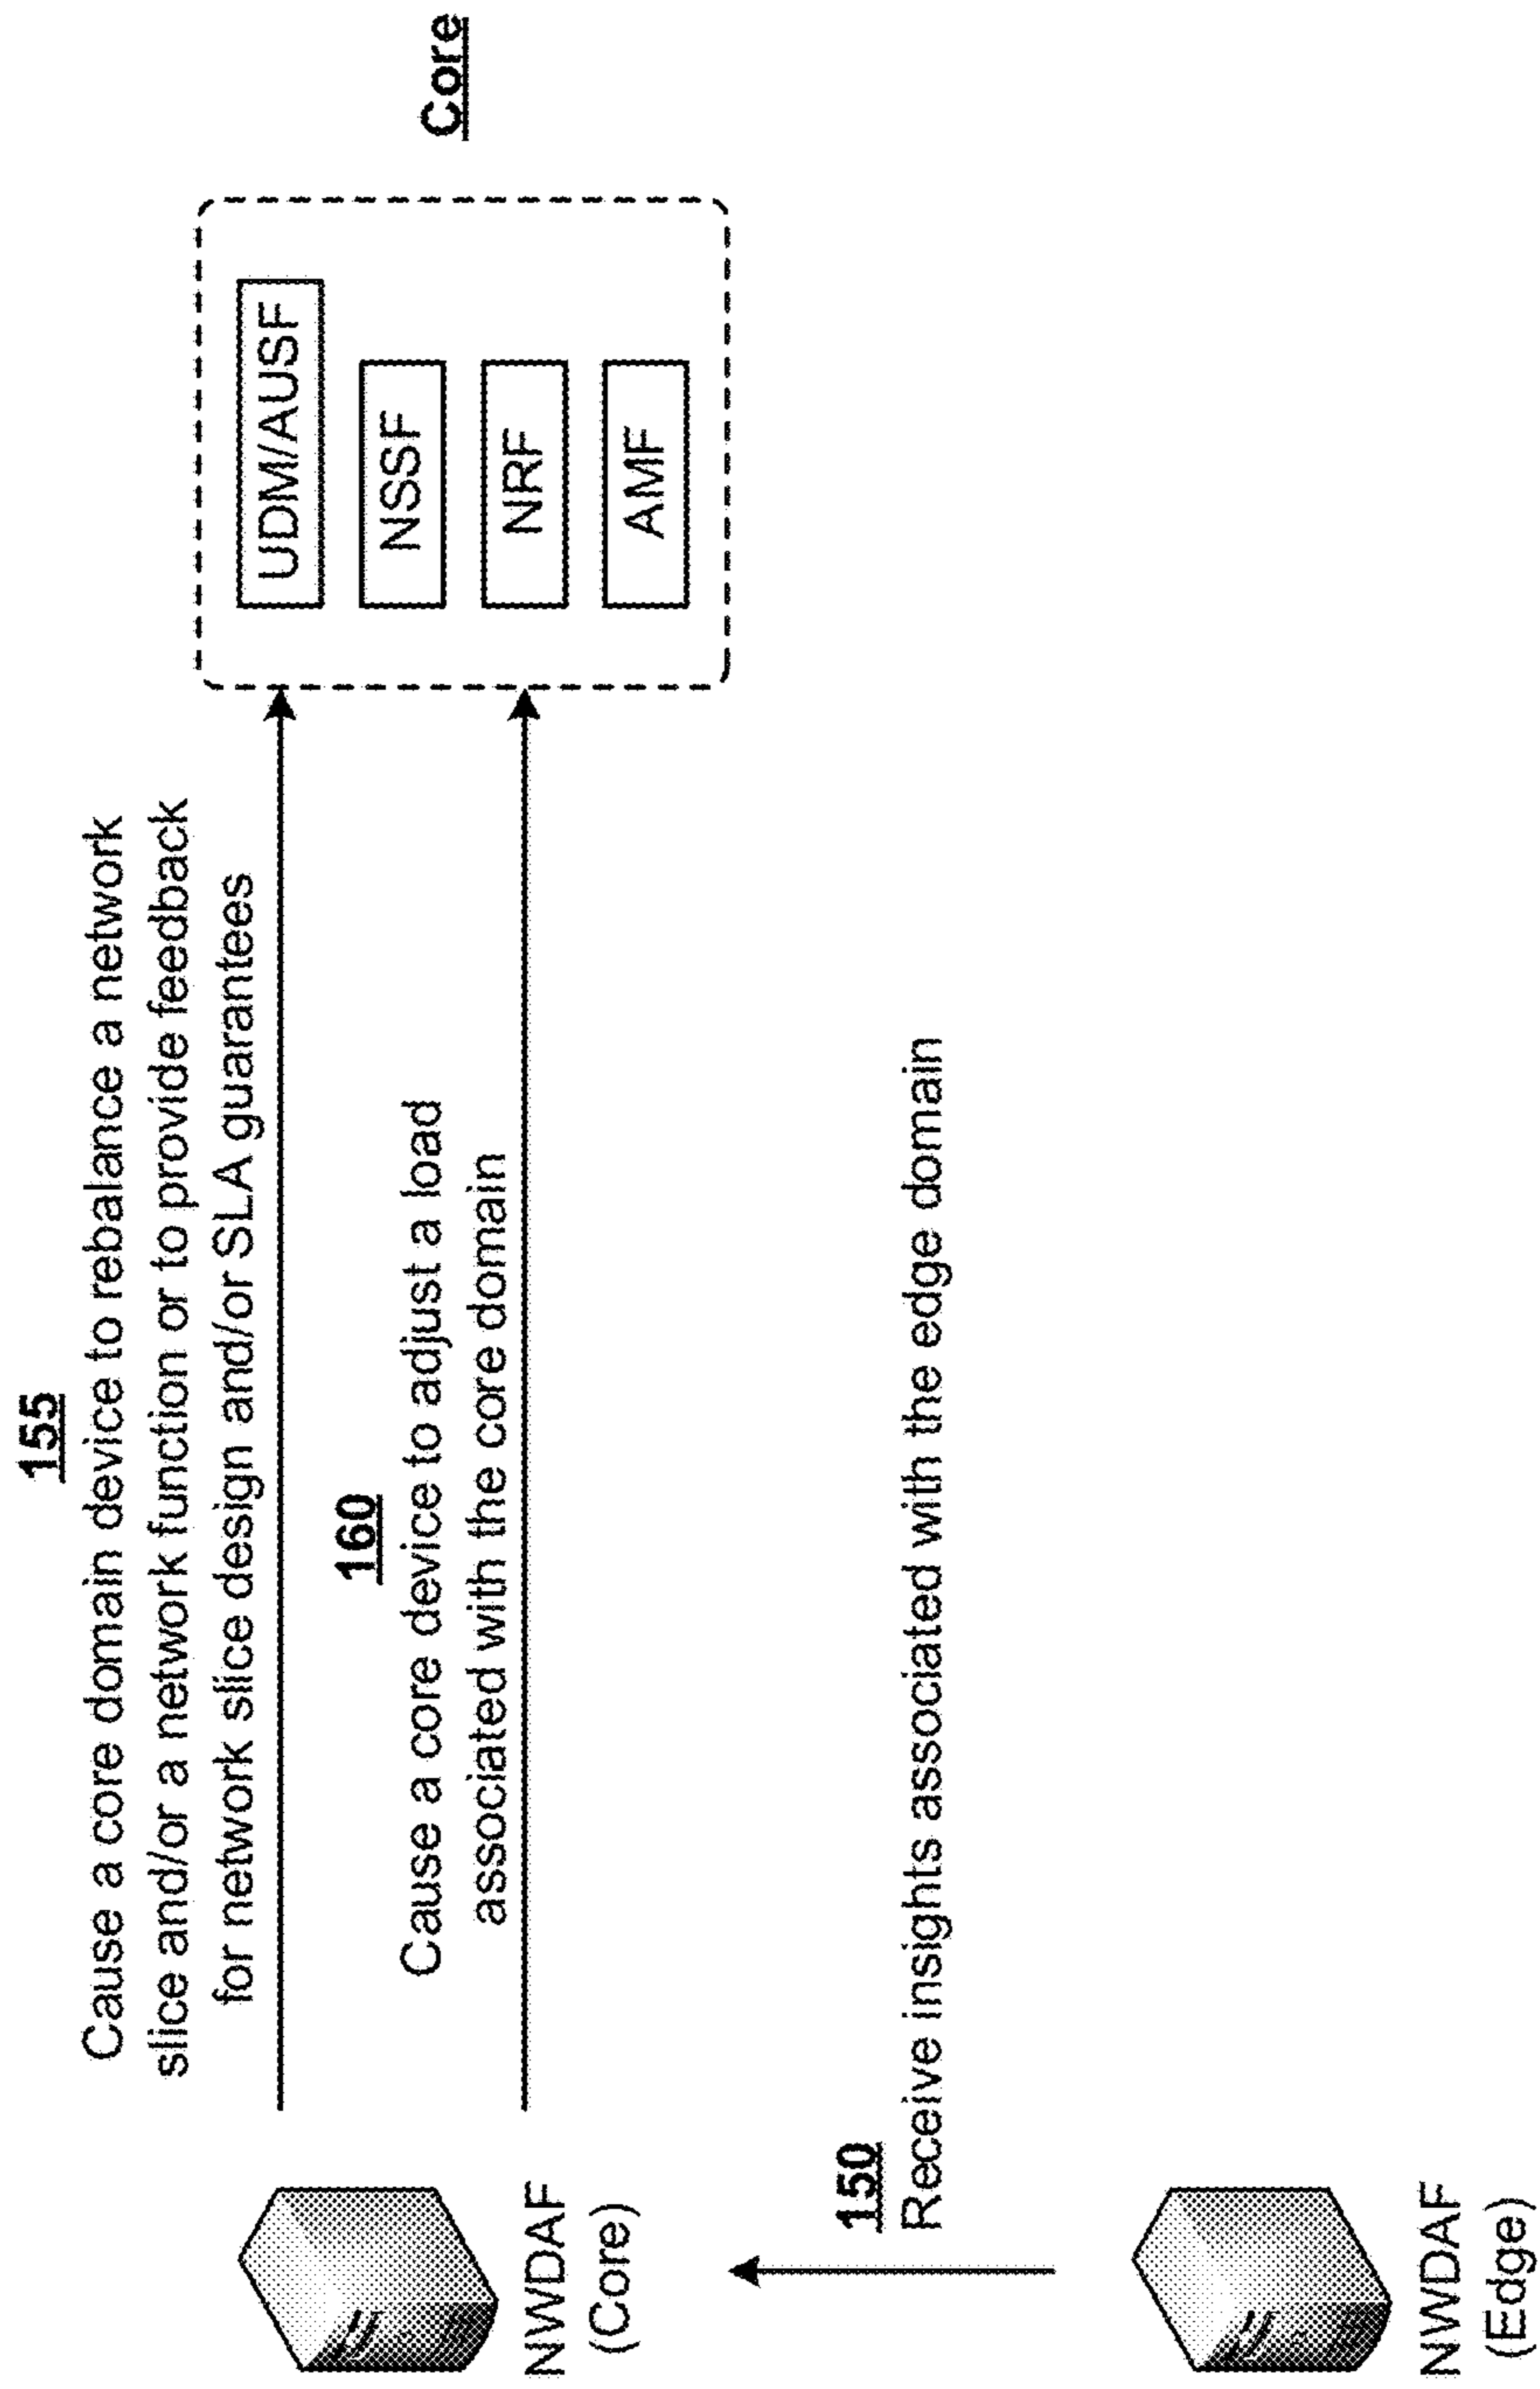 155
Cause a core domain device to rebalance a network
slice and/or a network function or to provide feedback
for network slice design and/or SLA guarantees
160
Cause a core device to adjust a load
associated with the core domain
NWDAF
(Core)
UDM/AUSF
NSSF
NRF
AMF
Core
150
Receive insights associated with the edge domain
NWDAF
(Edge)